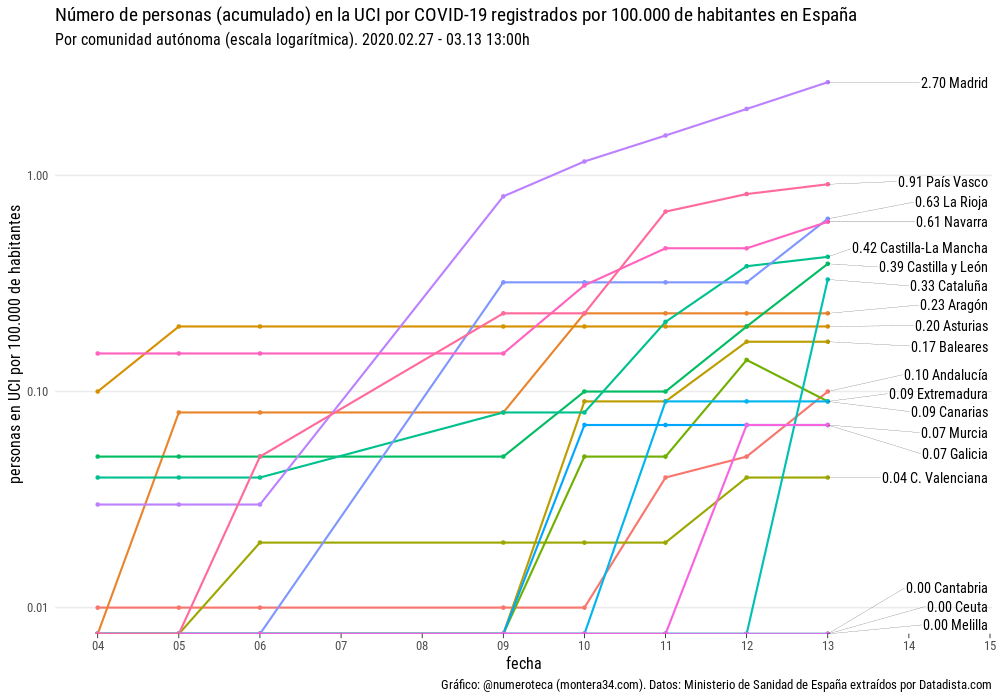 Número de personas (acumulado) en la UCI por COVID-19 registrados por 100.000 de habitantes en España
Por comunidad autónoma (escala logarítmica). 2020.02.27 - 03.13 13:00h
personas en UCI por 100.000 de habitantes
1.00
0.10
0.01
2.70 Madrid
0.91 País Vasco
0.63 La Rioja
0.61 Navarra
0.42 Castilla-La Mancha
0.39 Castilla y León
0.33 Cataluña
0.23 Aragón
0.20 Asturias
0.17 Baleares
0.10 Andalucía
0.09 Extremadura
0.09 Canarias
0.07 Murcia
0.07 Galicia
0.04 C. Valenciana
0.00 Cantabria
0.00 Ceuta
0.00 Melilla
04 05 06 07 08 09 10 11 12 13 14 15
fecha
Gráfico: @numeroteca (montera34.com). Datos: Ministerio de Sanidad de España extraídos por Datadista.com